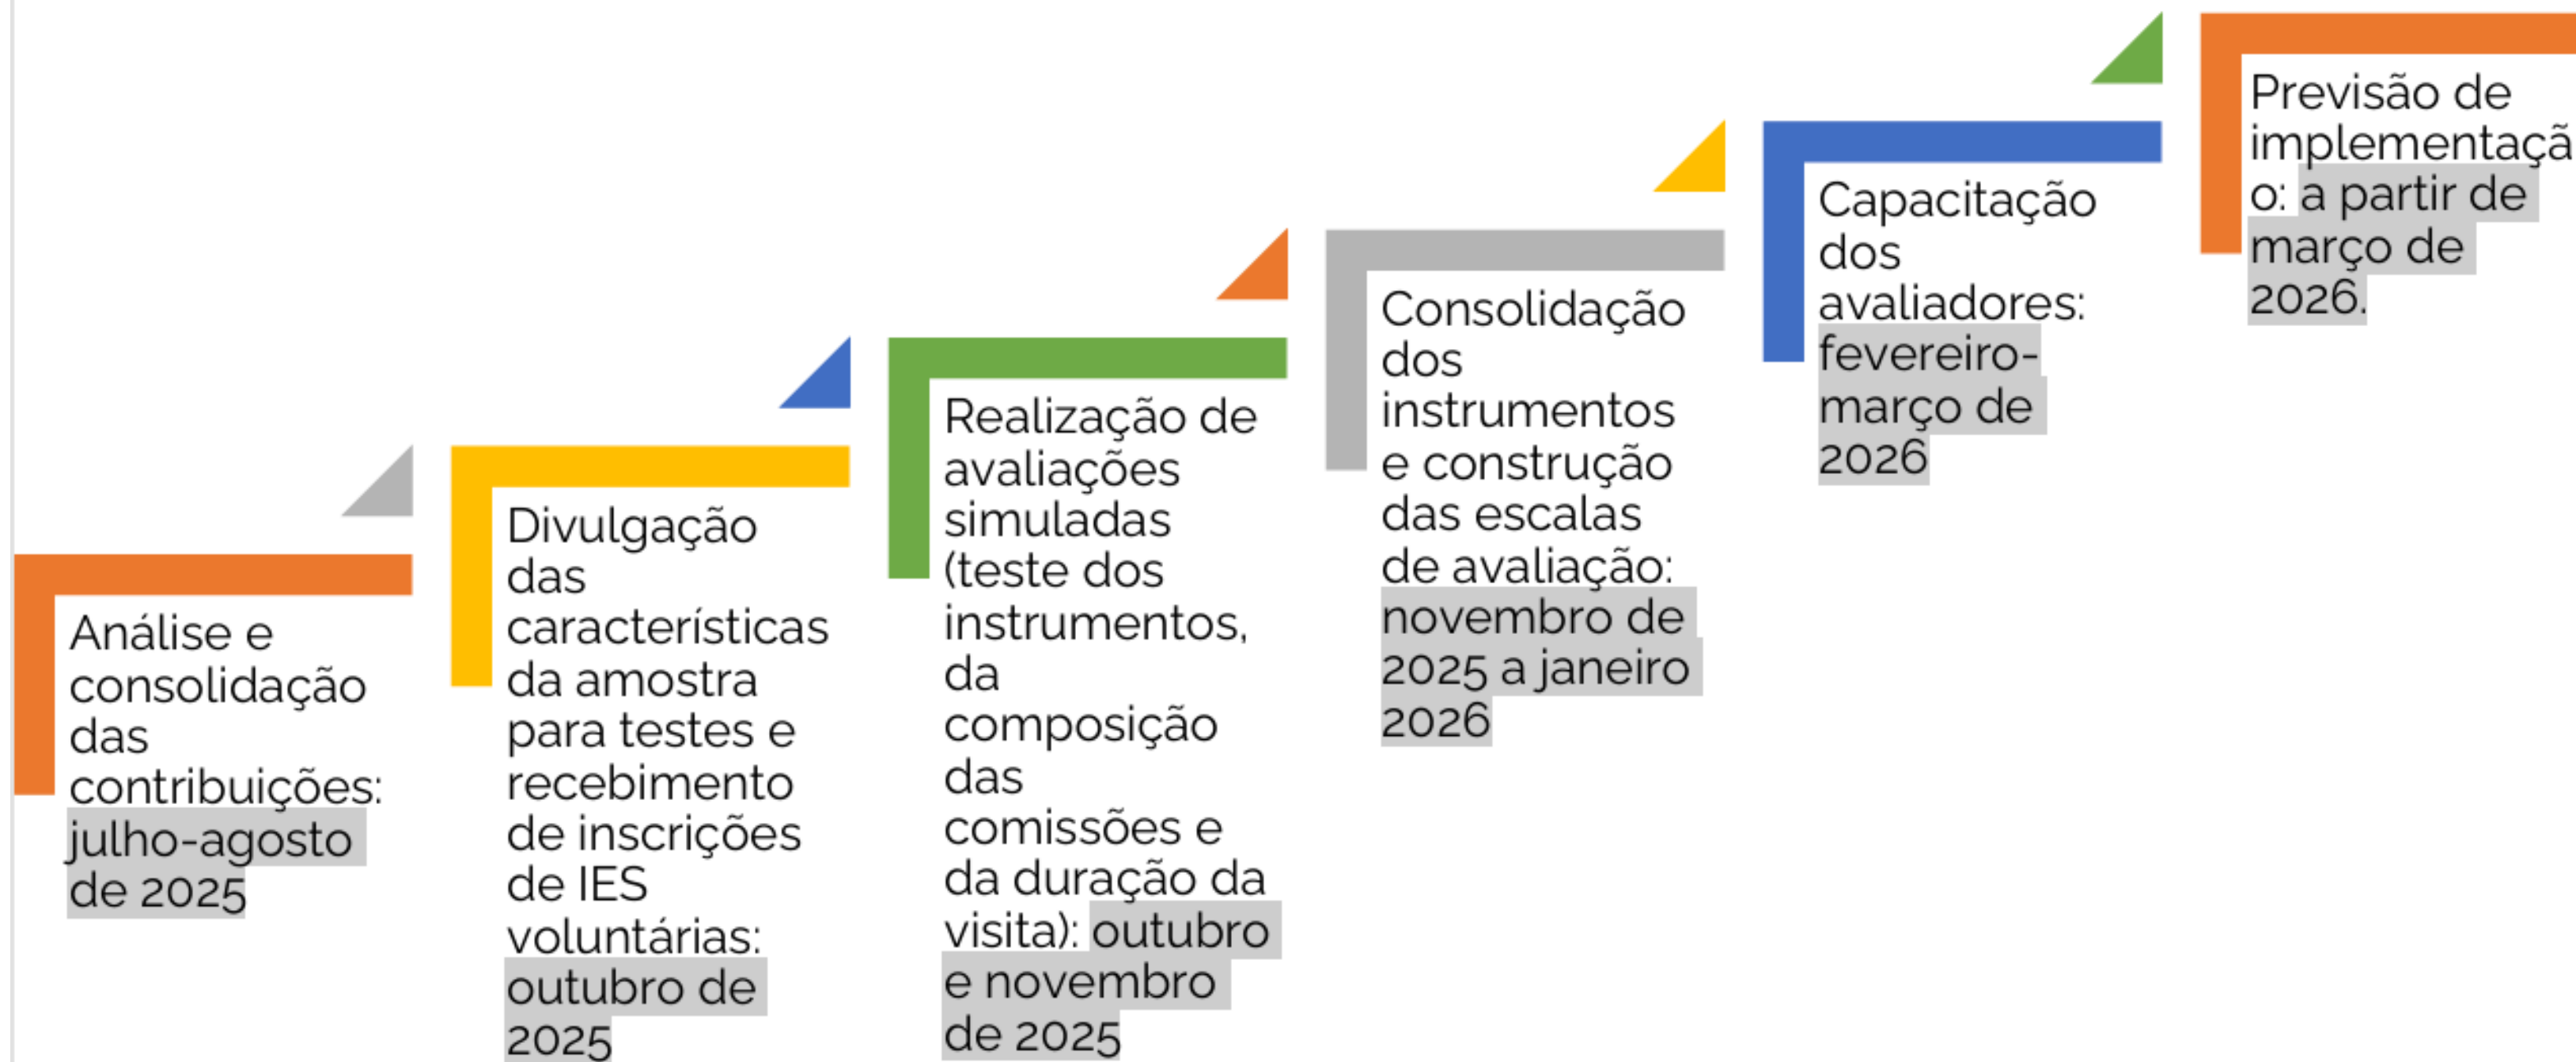 Análise e
consolidação
das
contribuições:
julho-agosto
de 2025
Divulgação
das
características
da amostra
para testes e
recebimento
de inscrições
de IES
voluntárias:
outubro de
2025
Realização de
avaliações
simuladas
(teste dos
instrumentos,
da
composição
das
comissões e
da duração da
visita): outubro
e novembro
de 2025
Consolidação
dos
instrumentos
e construção
das escalas
de avaliação:
novembro de
2025 a janeiro
2026
Capacitação
dos
avaliadores:
fevereiro-
março de
2026
Previsão de
implementaçã
o: a partir de
março de
2026.